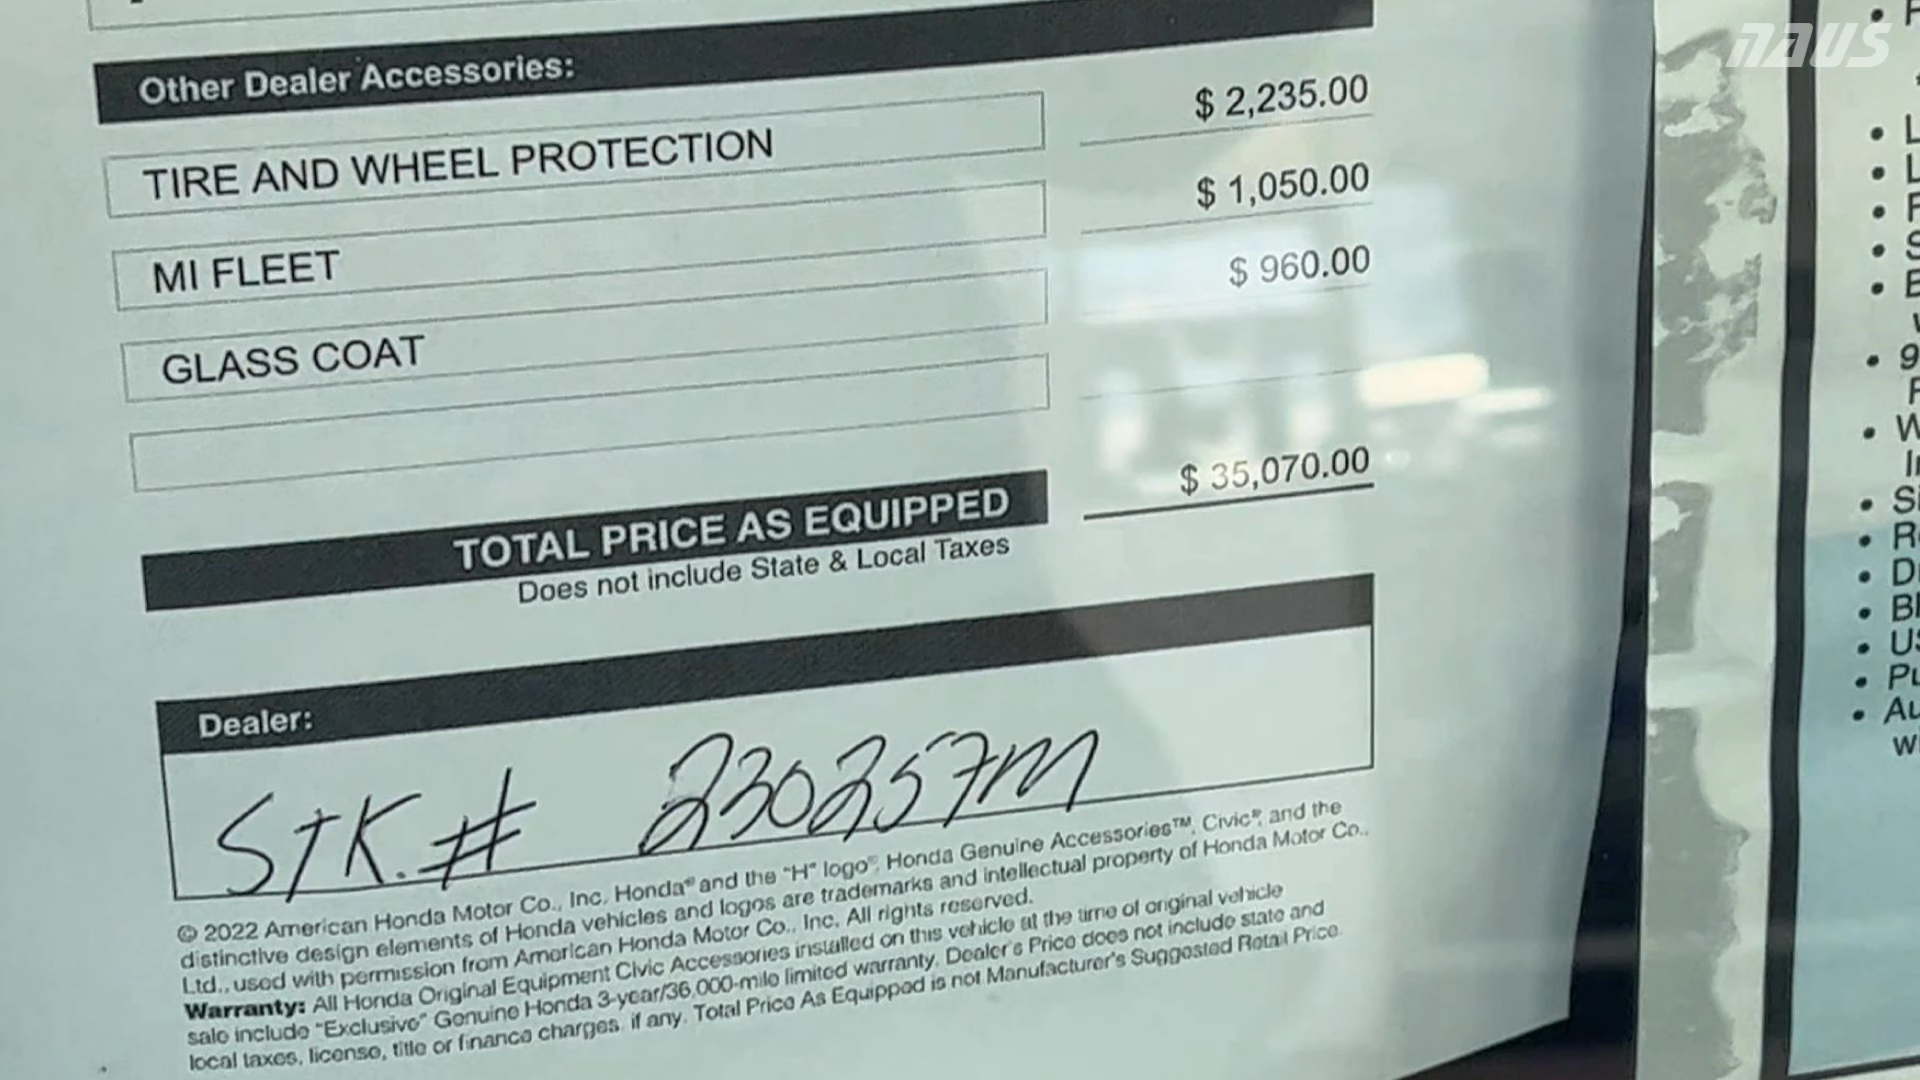 naus
Other Dealer Accessories:
TIRE AND WHEEL PROTECTION $ 2,235.00
MI FLEET $ 1,050.00
GLASS COAT $ 960.00
TOTAL PRICE AS EQUIPPED $ 35,070.00
Does not include State & Local Taxes
Dealer:
STK.# 230257M
© 2022 American Honda Motor Co., Inc. Honda® and the "H" logo®, Honda Genuine Accessories™, Civic®, and the
distinctive design elements of Honda vehicles and logos are trademarks and intellectual property of Honda Motor Co.,
Ltd., used with permission from American Honda Motor Co., Inc. All rights reserved.
Warranty: All Honda Original Equipment Civic Accessories installed on this vehicle at the time of original vehicle
sale include "Exclusive" Genuine Honda 3-year/36,000-mile limited warranty. Dealer's Price does not include state and
local taxes, license, title or finance charges, if any. Total Price As Equipped is not Manufacturer's Suggested Retail Price.